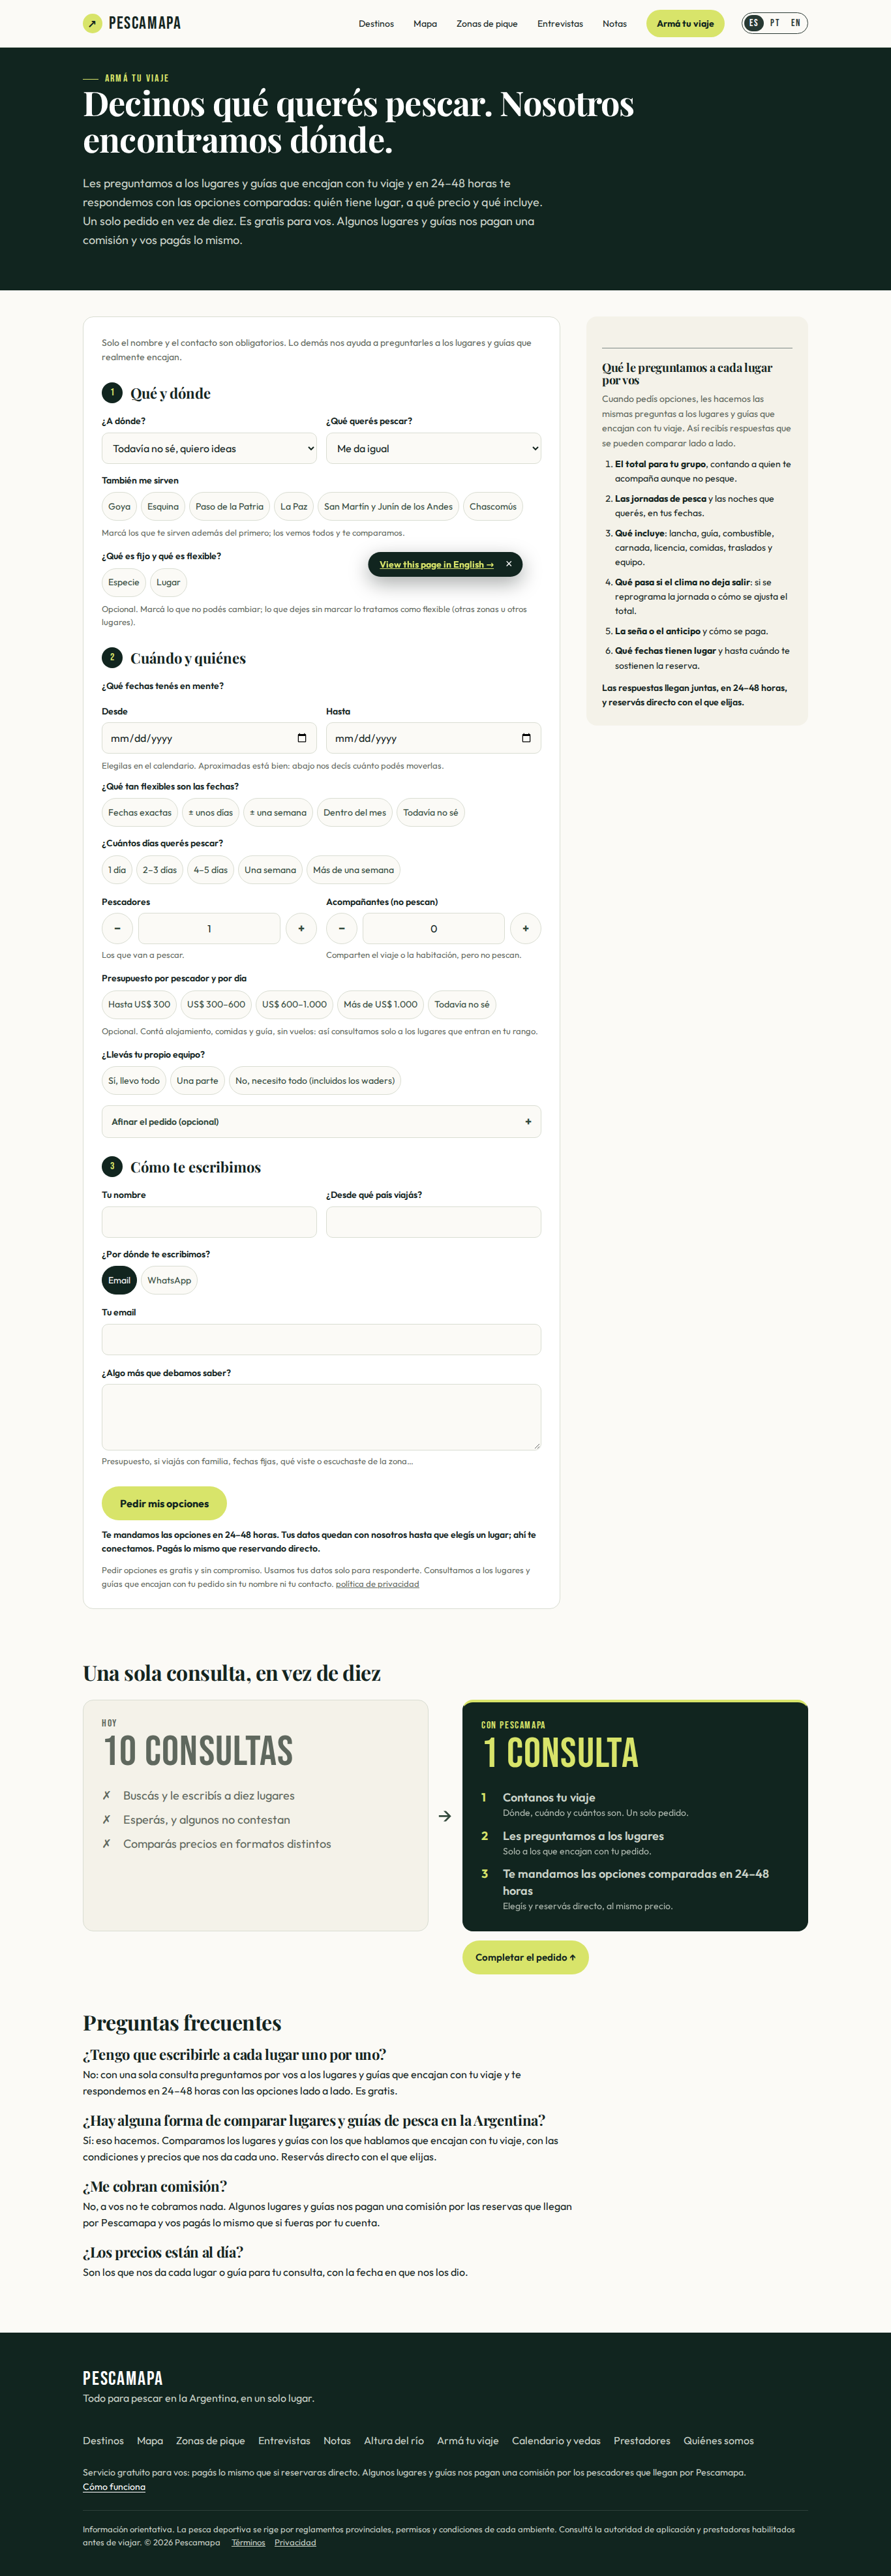 PESCAMAPA
Destinos Mapa Zonas de pique Entrevistas Notas Armá tu viaje ES PT EN
ARMÁ TU VIAJE
Decinos qué querés pescar. Nosotros
encontramos dónde.
Les preguntamos a los lugares y guías que encajan con tu viaje y en 24–48 horas te
respondemos con las opciones comparadas: quién tiene lugar, a qué precio y qué incluye.
Un solo pedido en vez de diez. Es gratis para vos. Algunos lugares y guías nos pagan una
comisión y vos pagás lo mismo.
Solo el nombre y el contacto son obligatorios. Lo demás nos ayuda a preguntarles a los lugares y guías que
realmente encajan.
1 Qué y dónde
¿A dónde? ¿Qué querés pescar?
Todavía no sé, quiero ideas Me da igual
También me sirven
Goya Esquina Paso de la Patria La Paz San Martín y Junín de los Andes Chascomús
Marcá los que te sirven además del primero; los vemos todos y te comparamos.
¿Qué es fijo y qué es flexible?
View this page in English → ×
Especie Lugar
Opcional. Marcá lo que no podés cambiar; lo que dejes sin marcar lo tratamos como flexible (otras zonas u otros
lugares).
2 Cuándo y quiénes
¿Qué fechas tenés en mente?
Desde Hasta
mm/dd/yyyy mm/dd/yyyy
Elegilas en el calendario. Aproximadas está bien: abajo nos decís cuánto podés moverlas.
¿Qué tan flexibles son las fechas?
Fechas exactas ± unos días ± una semana Dentro del mes Todavía no sé
¿Cuántos días querés pescar?
1 día 2–3 días 4–5 días Una semana Más de una semana
Pescadores Acompañantes (no pescan)
− 1 + − 0 +
Los que van a pescar. Comparten el viaje o la habitación, pero no pescan.
Presupuesto por pescador y por día
Hasta US$ 300 US$ 300–600 US$ 600–1.000 Más de US$ 1.000 Todavía no sé
Opcional. Contá alojamiento, comidas y guía, sin vuelos: así consultamos solo a los lugares que entran en tu rango.
¿Llevás tu propio equipo?
Sí, llevo todo Una parte No, necesito todo (incluidos los waders)
Afinar el pedido (opcional) +
3 Cómo te escribimos
Tu nombre ¿Desde qué país viajás?
¿Por dónde te escribimos?
Email WhatsApp
Tu email
¿Algo más que debamos saber?
Presupuesto, si viajás con familia, fechas fijas, qué viste o escuchaste de la zona…
Pedir mis opciones
Te mandamos las opciones en 24–48 horas. Tus datos quedan con nosotros hasta que elegís un lugar; ahí te
conectamos. Pagás lo mismo que reservando directo.
Pedir opciones es gratis y sin compromiso. Usamos tus datos solo para responderte. Consultamos a los lugares y
guías que encajan con tu pedido sin tu nombre ni tu contacto. política de privacidad
Qué le preguntamos a cada lugar
por vos
Cuando pedís opciones, les hacemos las
mismas preguntas a los lugares y guías que
encajan con tu viaje. Así recibís respuestas que
se pueden comparar lado a lado.
1. El total para tu grupo, contando a quien te
acompaña aunque no pesque.
2. Las jornadas de pesca y las noches que
querés, en tus fechas.
3. Qué incluye: lancha, guía, combustible,
carnada, licencia, comidas, traslados y
equipo.
4. Qué pasa si el clima no deja salir: si se
reprograma la jornada o cómo se ajusta el
total.
5. La seña o el anticipo y cómo se paga.
6. Qué fechas tienen lugar y hasta cuándo te
sostienen la reserva.
Las respuestas llegan juntas, en 24–48 horas,
y reservás directo con el que elijas.
Una sola consulta, en vez de diez
HOY
10 CONSULTAS
✗ Buscás y le escribís a diez lugares
✗ Esperás, y algunos no contestan
✗ Comparás precios en formatos distintos
→
CON PESCAMAPA
1 CONSULTA
1 Contanos tu viaje
Dónde, cuándo y cuántos son. Un solo pedido.
2 Les preguntamos a los lugares
Solo a los que encajan con tu pedido.
3 Te mandamos las opciones comparadas en 24–48
horas
Elegís y reservás directo, al mismo precio.
Completar el pedido ↑
Preguntas frecuentes
¿Tengo que escribirle a cada lugar uno por uno?
No: con una sola consulta preguntamos por vos a los lugares y guías que encajan con tu viaje y te
respondemos en 24–48 horas con las opciones lado a lado. Es gratis.
¿Hay alguna forma de comparar lugares y guías de pesca en la Argentina?
Sí: eso hacemos. Comparamos los lugares y guías con los que hablamos que encajan con tu viaje, con las
condiciones y precios que nos da cada uno. Reservás directo con el que elijas.
¿Me cobran comisión?
No, a vos no te cobramos nada. Algunos lugares y guías nos pagan una comisión por las reservas que llegan
por Pescamapa y vos pagás lo mismo que si fueras por tu cuenta.
¿Los precios están al día?
Son los que nos da cada lugar o guía para tu consulta, con la fecha en que nos los dio.
PESCAMAPA
Todo para pescar en la Argentina, en un solo lugar.
Destinos Mapa Zonas de pique Entrevistas Notas Altura del río Armá tu viaje Calendario y vedas Prestadores Quiénes somos
Servicio gratuito para vos: pagás lo mismo que si reservaras directo. Algunos lugares y guías nos pagan una comisión por los pescadores que llegan por Pescamapa.
Cómo funciona
Información orientativa. La pesca deportiva se rige por reglamentos provinciales, permisos y condiciones de cada ambiente. Consultá la autoridad de aplicación y prestadores habilitados
antes de viajar. © 2026 Pescamapa Términos Privacidad